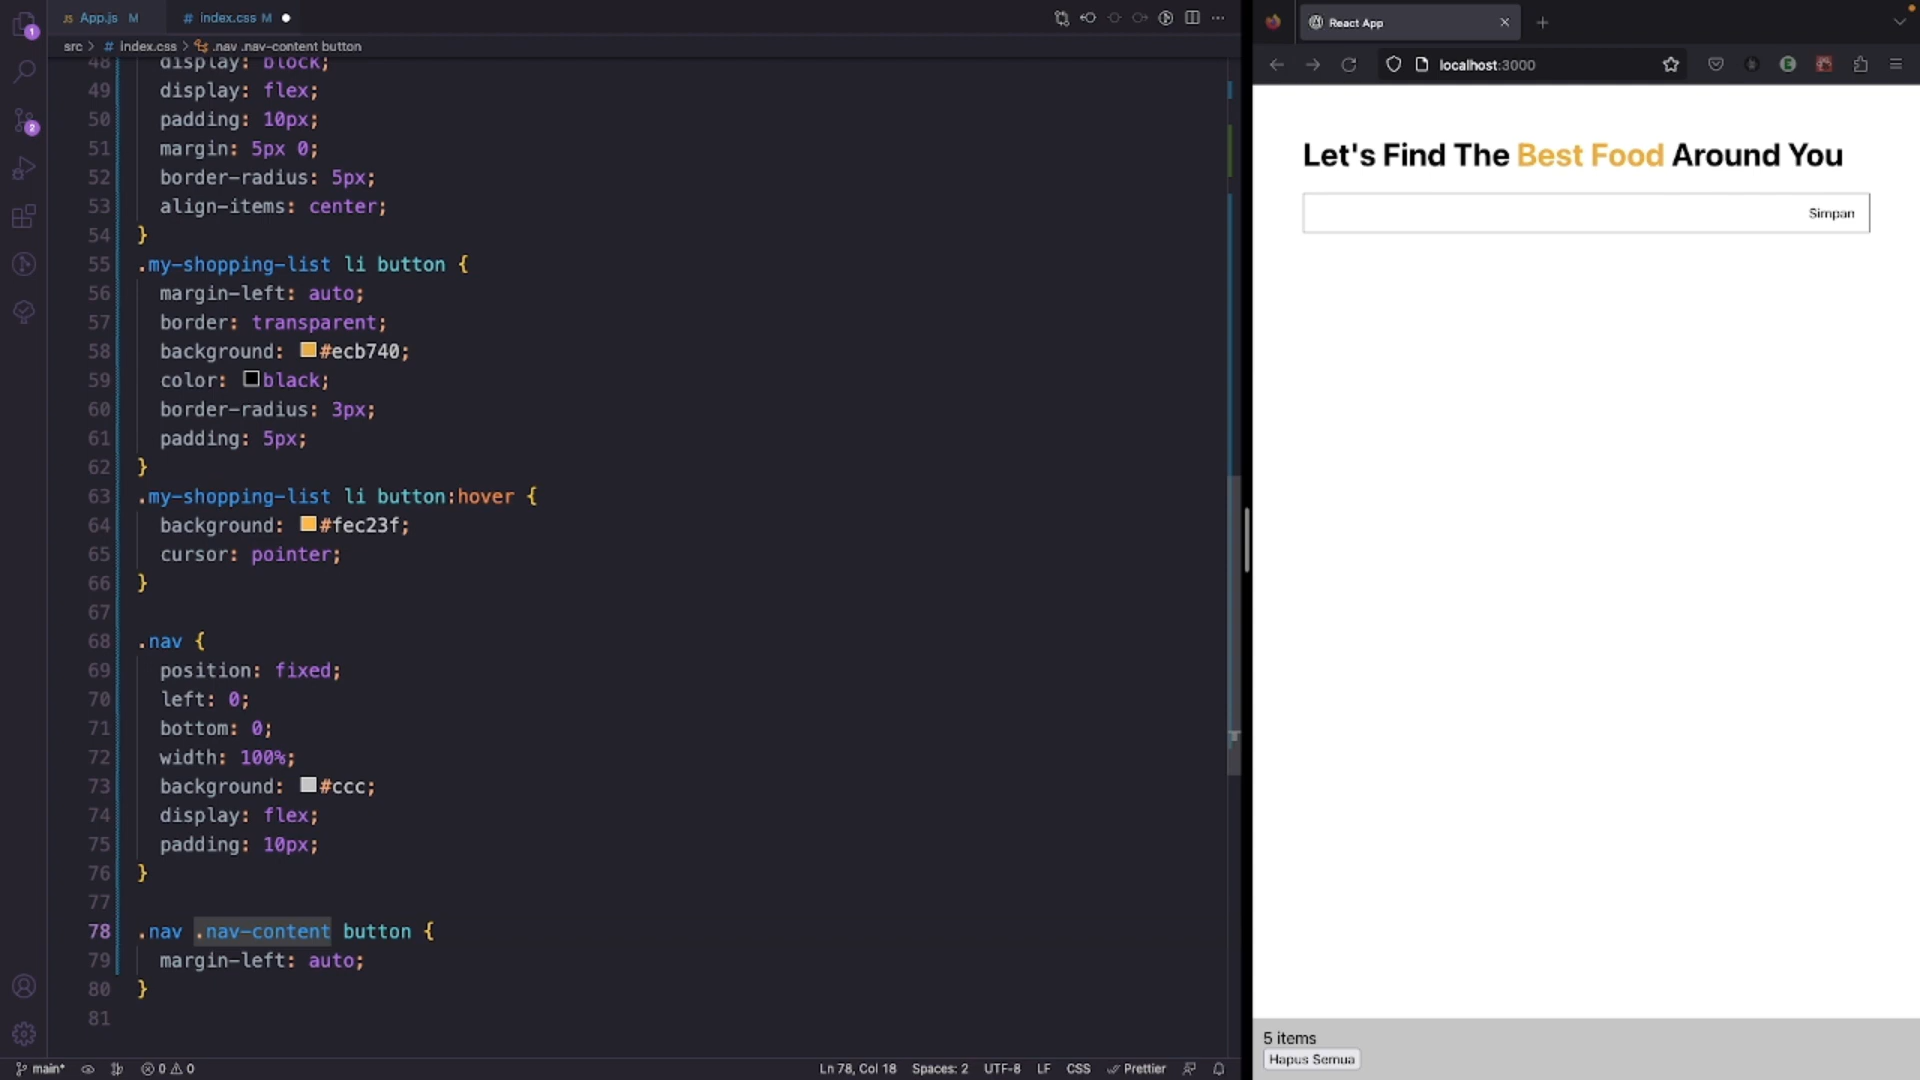 App.js M
index.css M
src > # index.css > .nav .nav-content button
48 display: block;
49 display: flex;
50 padding: 10px;
51 margin: 5px 0;
52 border-radius: 5px;
53 align-items: center;
54 }
55 .my-shopping-list li button {
56 margin-left: auto;
57 border: transparent;
58 background: #ecb740;
59 color: black;
60 border-radius: 3px;
61 padding: 5px;
62 }
63 .my-shopping-list li button:hover {
64 background: #fec23f;
65 cursor: pointer;
66 }
67
68 .nav {
69 position: fixed;
70 left: 0;
71 bottom: 0;
72 width: 100%;
73 background: #ccc;
74 display: flex;
75 padding: 10px;
76 }
77
78 .nav .nav-content button {
79 margin-left: auto;
80 }
81
main* 0 0 Ln 78, Col 18 Spaces: 2 UTF-8 LF CSS Prettier
1
2
React App
localhost:3000
Let's Find The Best Food Around You
Simpan
5 items
Hapus Semua